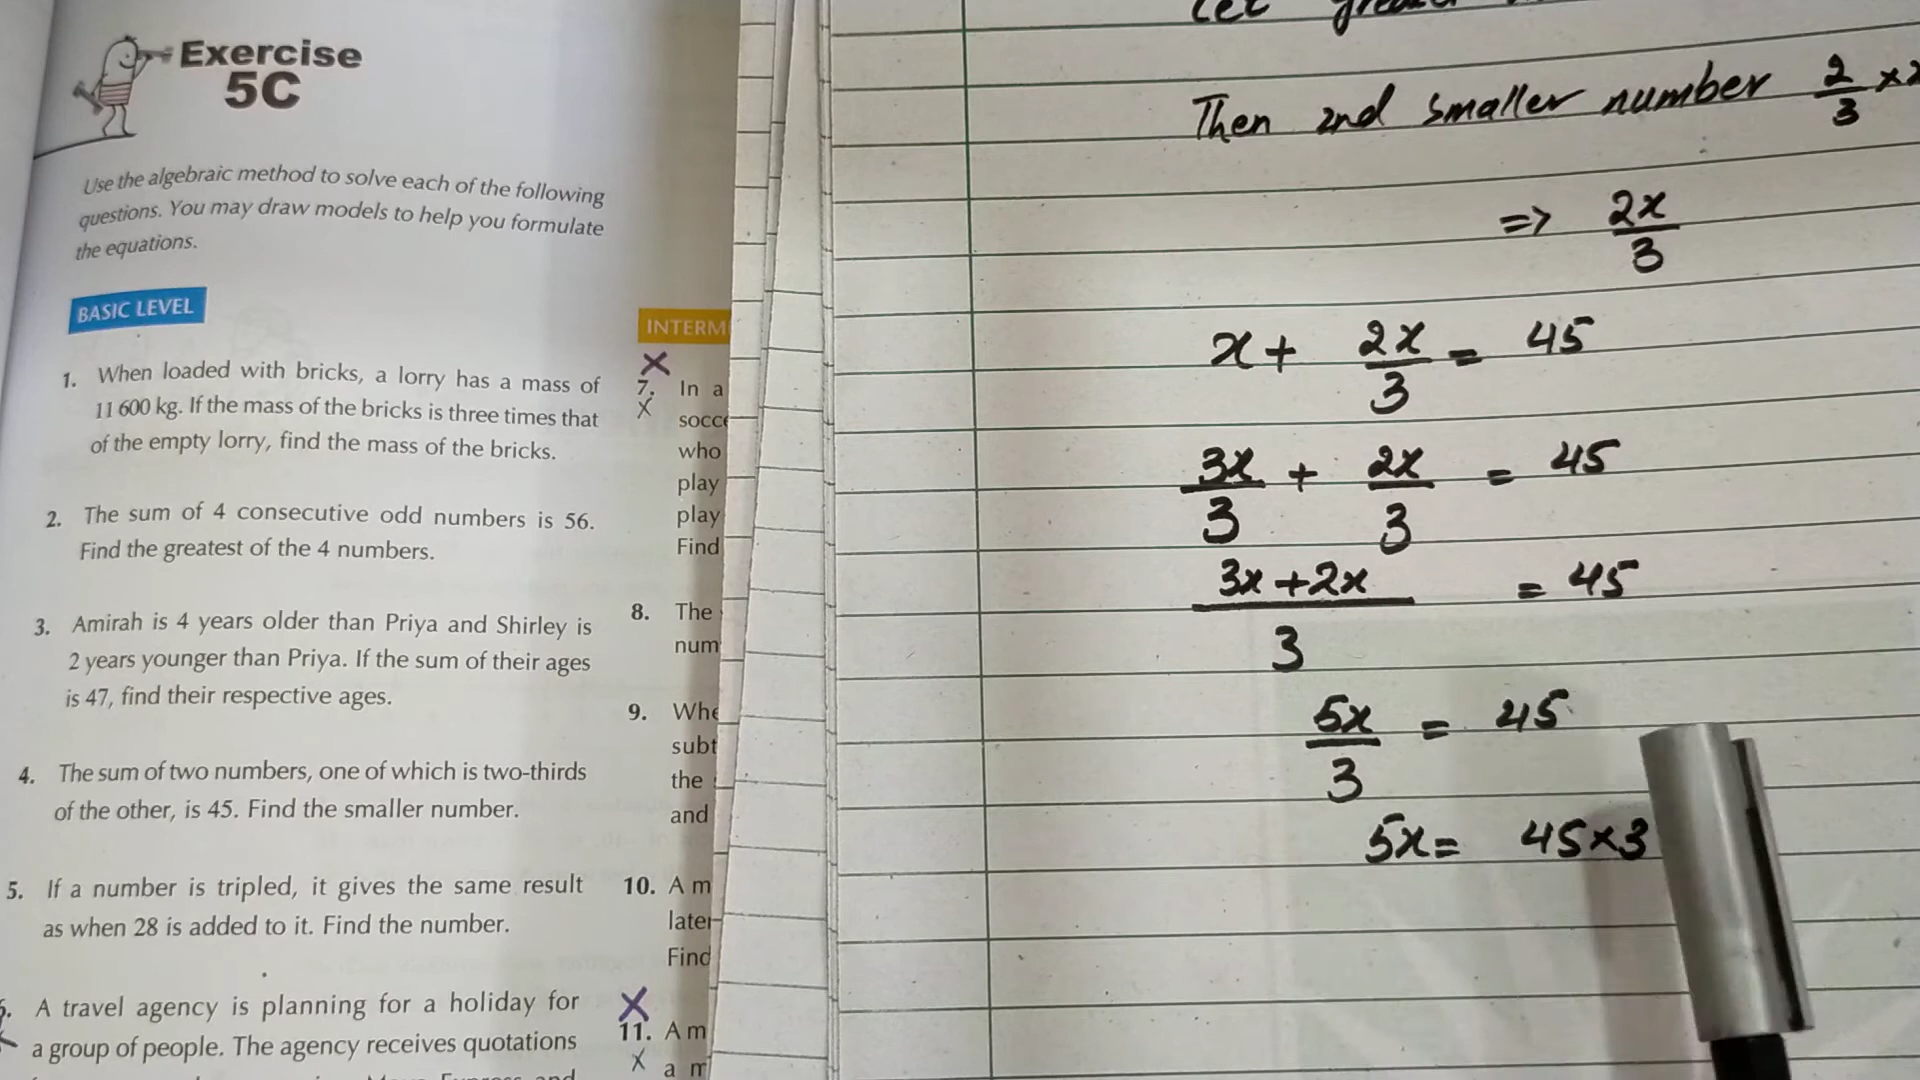 Exercise
5C
Use the algebraic method to solve each of the following
questions. You may draw models to help you formulate
the equations.
BASIC LEVEL
1. When loaded with bricks, a lorry has a mass of
11 600 kg. If the mass of the bricks is three times that
of the empty lorry, find the mass of the bricks.
2. The sum of 4 consecutive odd numbers is 56.
Find the greatest of the 4 numbers.
3. Amirah is 4 years older than Priya and Shirley is
2 years younger than Priya. If the sum of their ages
is 47, find their respective ages.
4. The sum of two numbers, one of which is two-thirds
of the other, is 45. Find the smaller number.
5. If a number is tripled, it gives the same result
as when 28 is added to it. Find the number.
A travel agency is planning for a holiday for
a group of people. The agency receives quotations
INTERM
7. In a
socce
who
play
play
Find
8. The
num
9. Whe
subt
the
and
10. A m
later
Find
11. A m
a m
Let
Then 2nd smaller number 2/3 ×
=> 2x/3
x + 2x/3 = 45
3x/3 + 2x/3 = 45
3x+2x/3 = 45
5x/3 = 45
5x = 45×3